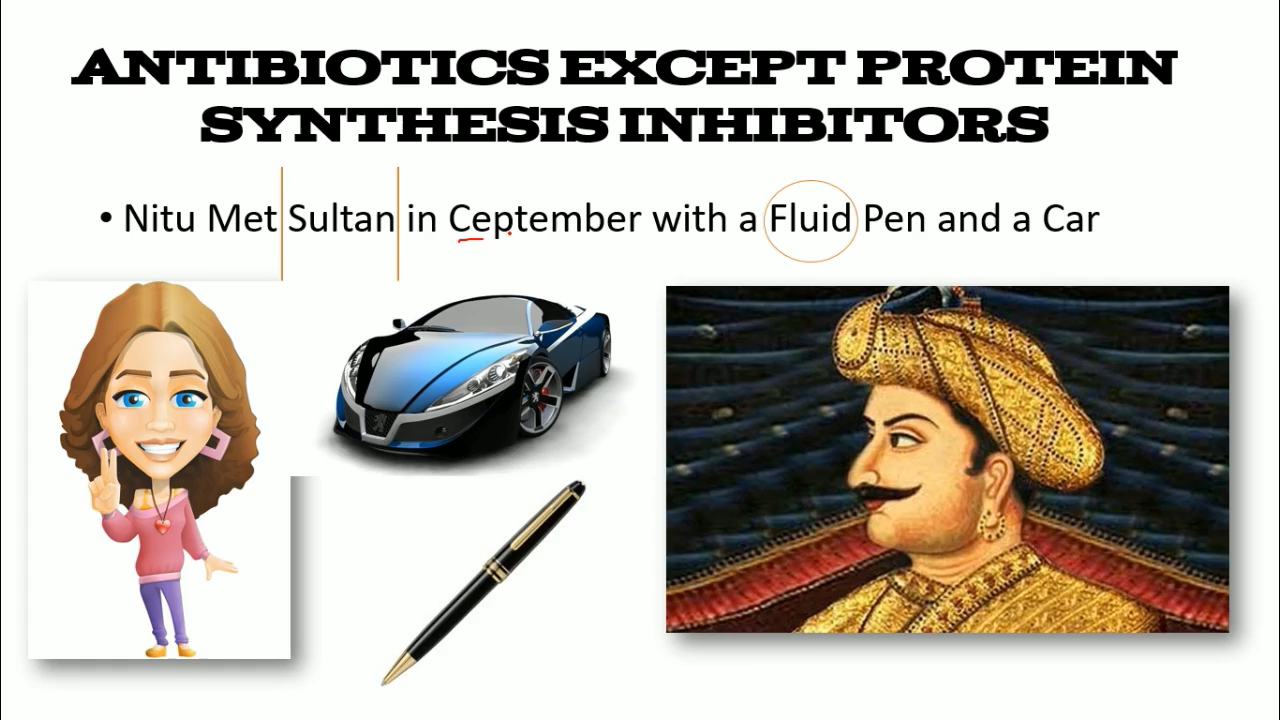 ANTIBIOTICS EXCEPT PROTEIN
SYNTHESIS INHIBITORS
• Nitu Met Sultan in Ceptember with a Fluid Pen and a Car